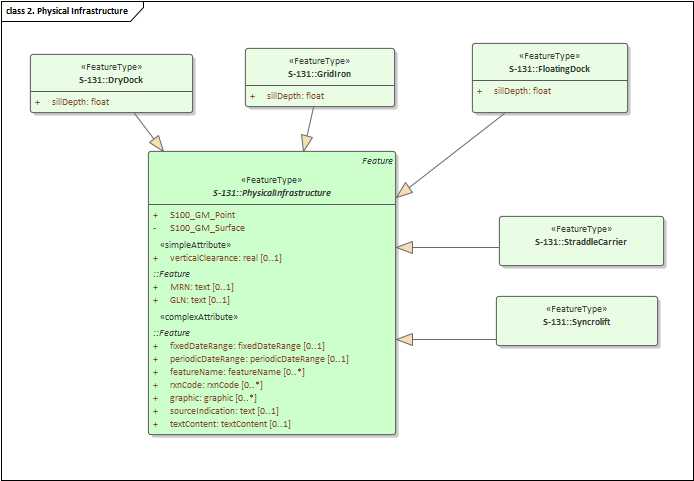 class 2. Physical Infrastructure
«FeatureType»
S-131::DryDock
+ sillDepth: float
«FeatureType»
S-131::GridIron
+ sillDepth: float
«FeatureType»
S-131::FloatingDock
+ sillDepth: float
Feature
«FeatureType»
S-131::PhysicalInfrastructure
+ S100_GM_Point
- S100_GM_Surface
«simpleAttribute»
+ verticalClearance: real [0..1]
::Feature
+ MRN: text [0..1]
+ GLN: text [0..1]
«complexAttribute»
::Feature
+ fixedDateRange: fixedDateRange [0..1]
+ periodicDateRange: periodicDateRange [0..1]
+ featureName: featureName [0..*]
+ rxnCode: rxnCode [0..*]
+ graphic: graphic [0..*]
+ sourceIndication: text [0..1]
+ textContent: textContent [0..1]
«FeatureType»
S-131::StraddleCarrier
«FeatureType»
S-131::Syncrolift